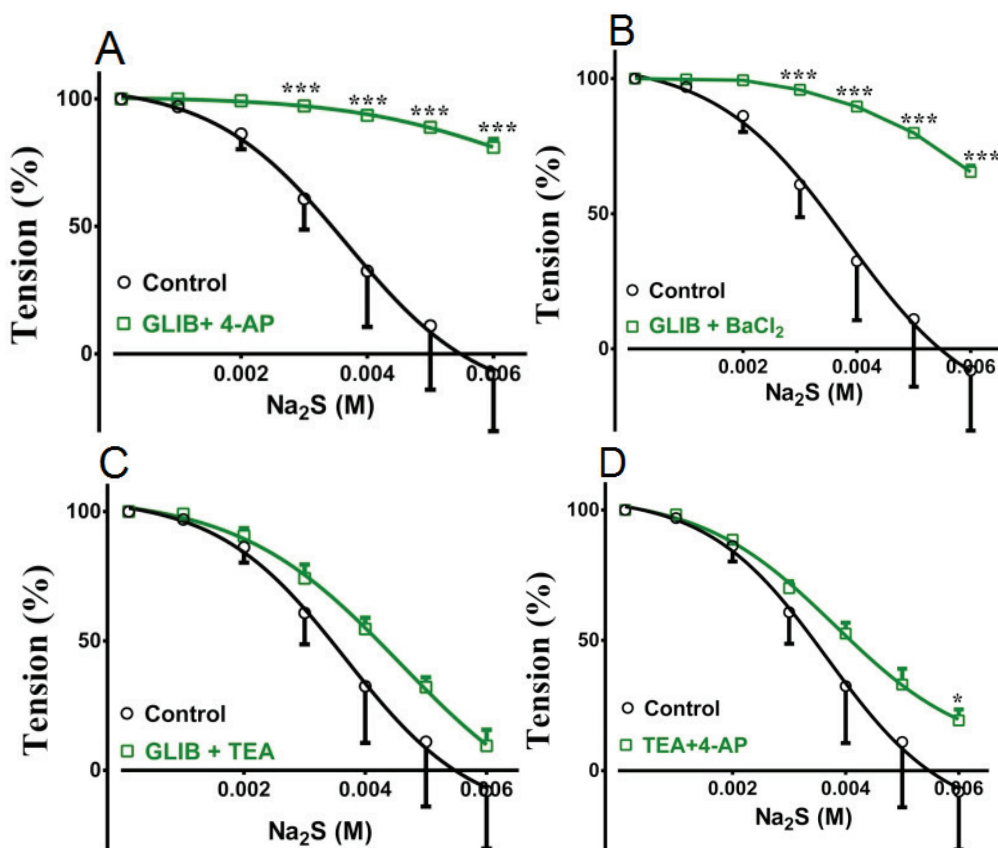 A
Tension (%)
100
50
0
***
***
***
***
Control
GLIB+ 4-AP
0.002
0.004
0.006
Na₂S (M)
B
Tension (%)
100
50
0
***
***
***
***
Control
GLIB + BaCl₂
0.002
0.004
0.006
Na₂S (M)
C
Tension (%)
100
50
0
Control
GLIB + TEA
0.002
0.004
0.006
Na₂S (M)
D
Tension (%)
100
50
0
*
Control
TEA+4-AP
0.002
0.004
0.006
Na₂S (M)